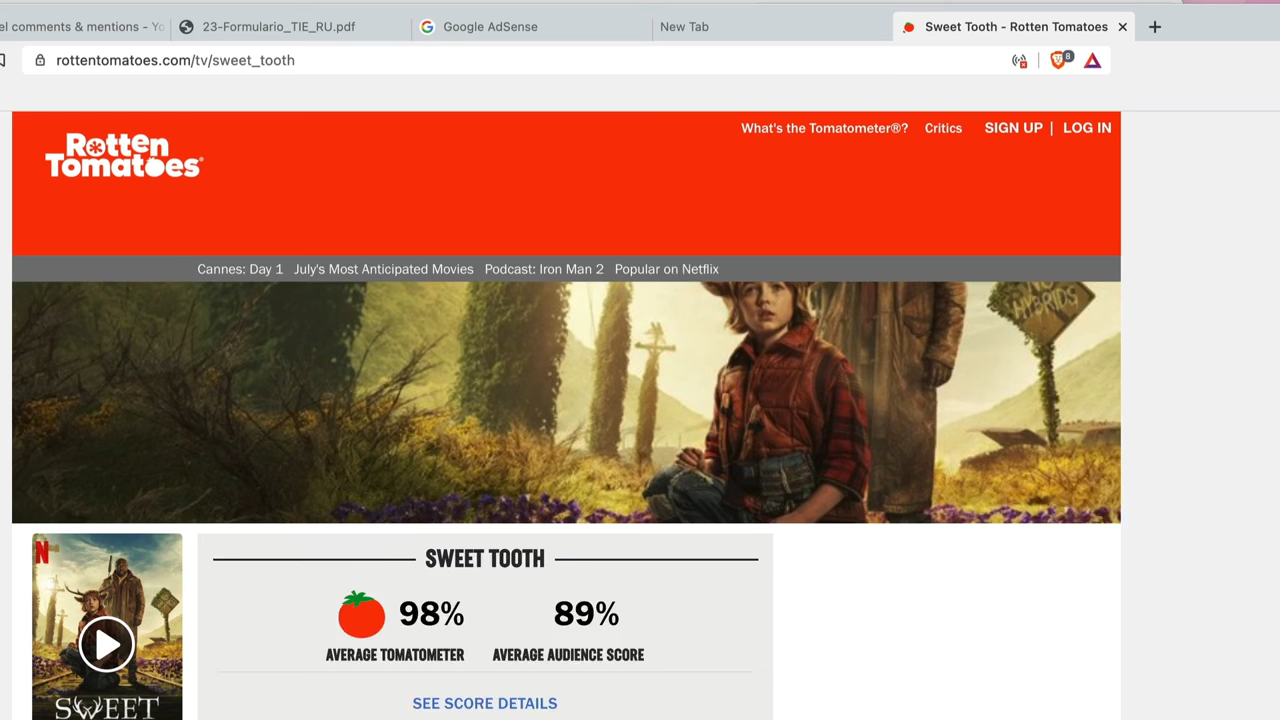 el comments & mentions - Yo
23-Formulario_TIE_RU.pdf
Google AdSense
New Tab
Sweet Tooth - Rotten Tomatoes
rottentomatoes.com/tv/sweet_tooth
8
What's the Tomatometer®? Critics SIGN UP | LOG IN
Rotten
Tomatoes®
Cannes: Day 1 July's Most Anticipated Movies Podcast: Iron Man 2 Popular on Netflix
HYBRIDS
N
SWEET
SWEET TOOTH
98% 89%
AVERAGE TOMATOMETER AVERAGE AUDIENCE SCORE
SEE SCORE DETAILS